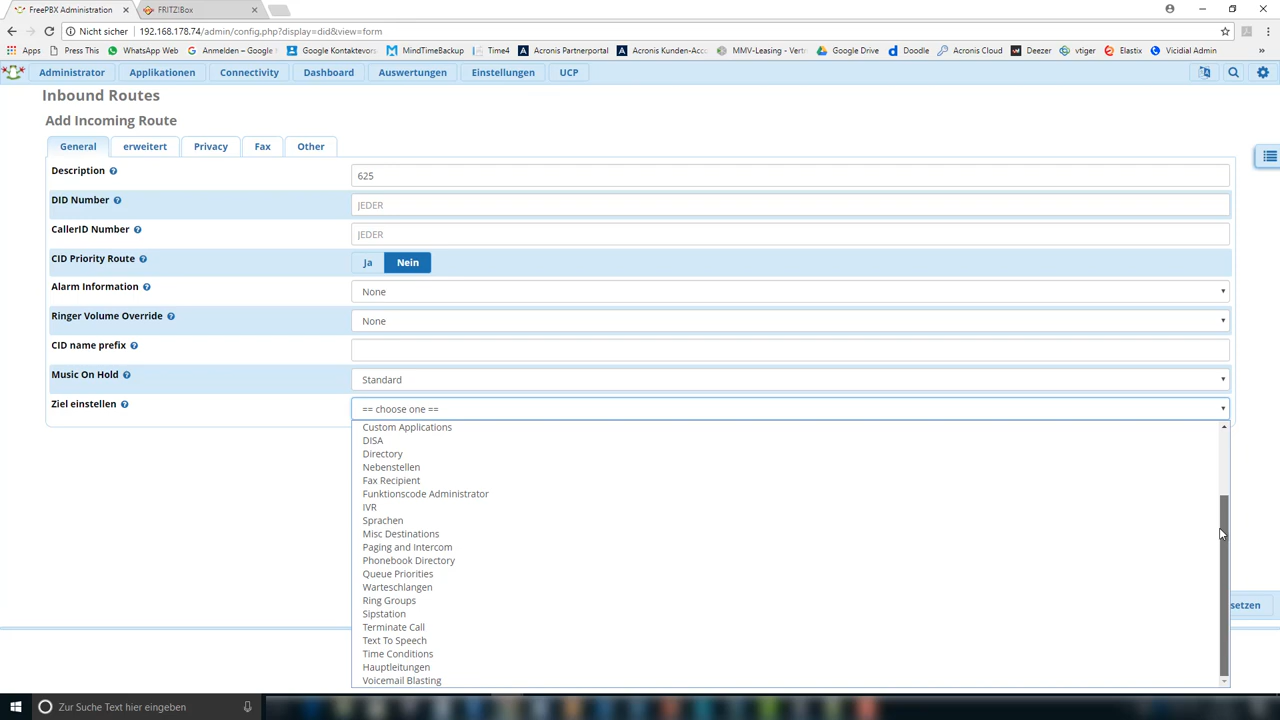 FreePBX Administration
FRITZ!Box
Nicht sicher 192.168.178.74/admin/config.php?display=did&view=form
Apps Press This WhatsApp Web Anmelden – Google Google Kontaktevors MindTimeBackup Time4 Acronis Partnerportal Acronis Kunden-Acc MMV-Leasing - Vertr Google Drive Doodle Acronis Cloud Deezer vtiger Elastix Vicidial Admin »
Administrator Applikationen Connectivity Dashboard Auswertungen Einstellungen UCP
Inbound Routes
Add Incoming Route
General erweitert Privacy Fax Other
Description 625
DID Number JEDER
CallerID Number JEDER
CID Priority Route Ja Nein
Alarm Information None
Ringer Volume Override None
CID name prefix
Music On Hold Standard
Ziel einstellen == choose one ==
Custom Applications
DISA
Directory
Nebenstellen
Fax Recipient
Funktionscode Administrator
IVR
Sprachen
Misc Destinations
Paging and Intercom
Phonebook Directory
Queue Priorities
Warteschlangen
Ring Groups
setzen
Sipstation
Terminate Call
Text To Speech
Time Conditions
Hauptleitungen
Voicemail Blasting
Zur Suche Text hier eingeben